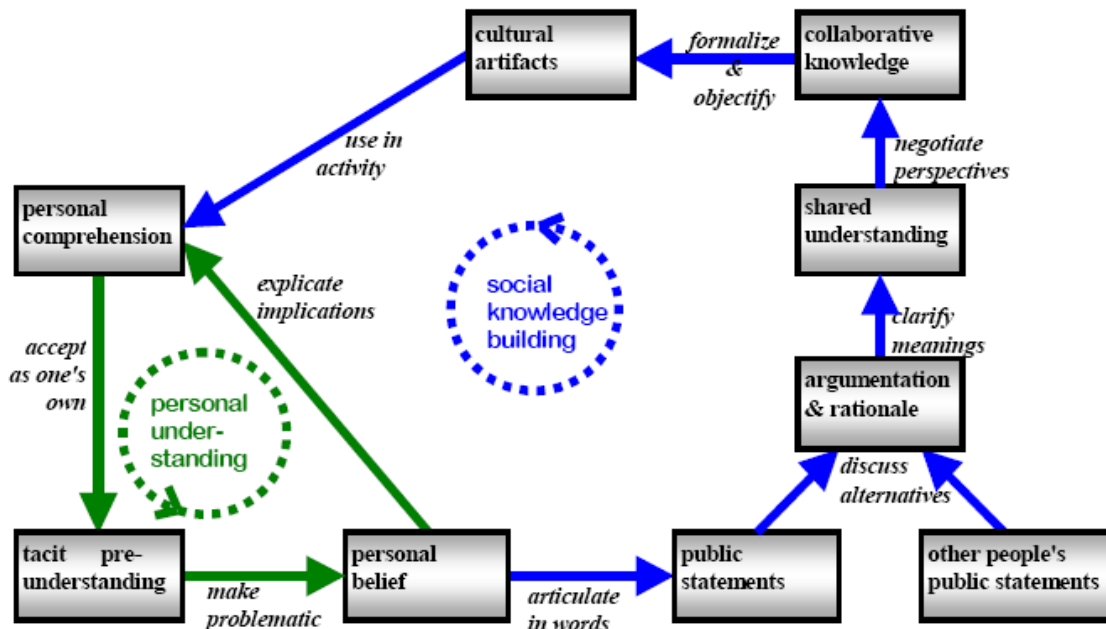 cultural
artifacts
formalize
&
objectify
collaborative
knowledge
use in
activity
negotiate
perspectives
personal
comprehension
shared
understanding
explicate
implications
social
knowledge
building
clarify
meanings
accept
as one's
own
personal
under-
standing
argumentation
& rationale
discuss
alternatives
tacit pre-
understanding
make
problematic
personal
belief
articulate
in words
public
statements
other people's
public statements